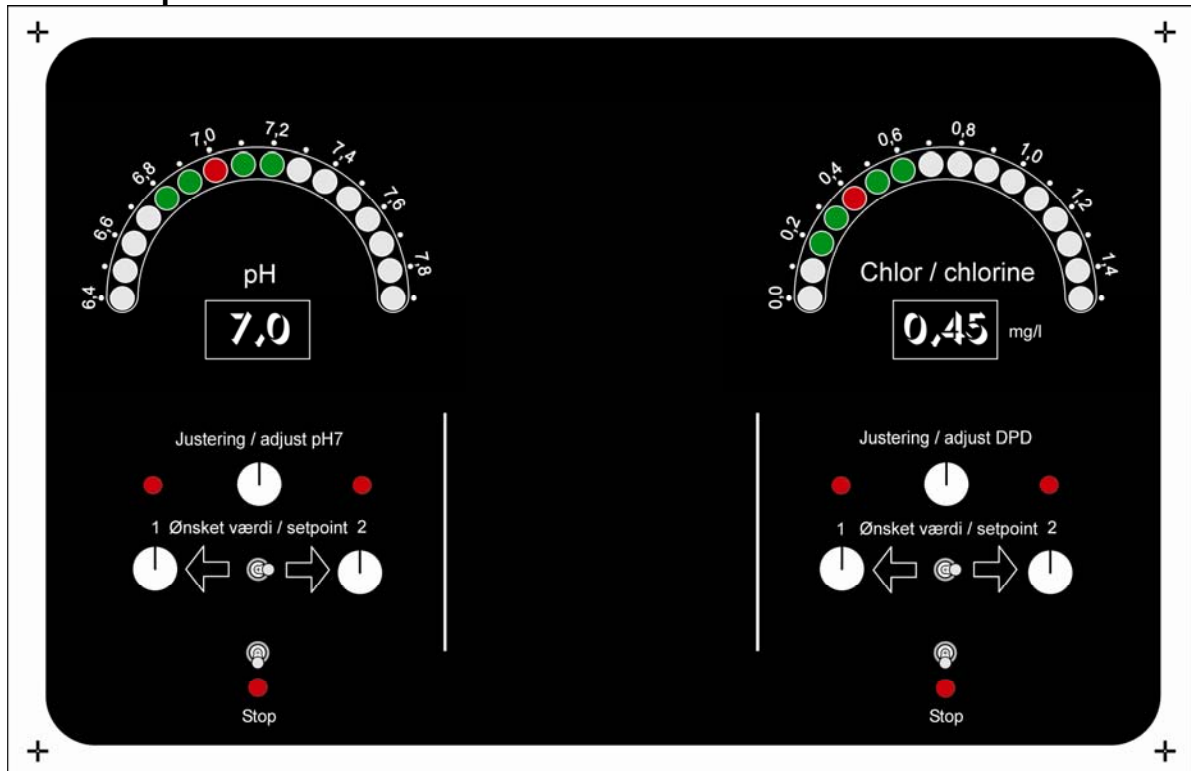 6,4
6,6
6,8
7,0
7,2
7,4
7,6
7,8
pH
7,0
0,0
0,2
0,4
0,6
0,8
1,0
1,2
1,4
Chlor / chlorine
0,45 mg/l
Justering / adjust pH7
1 Ønsket værdi / setpoint 2
Stop
Justering / adjust DPD
1 Ønsket værdi / setpoint 2
Stop